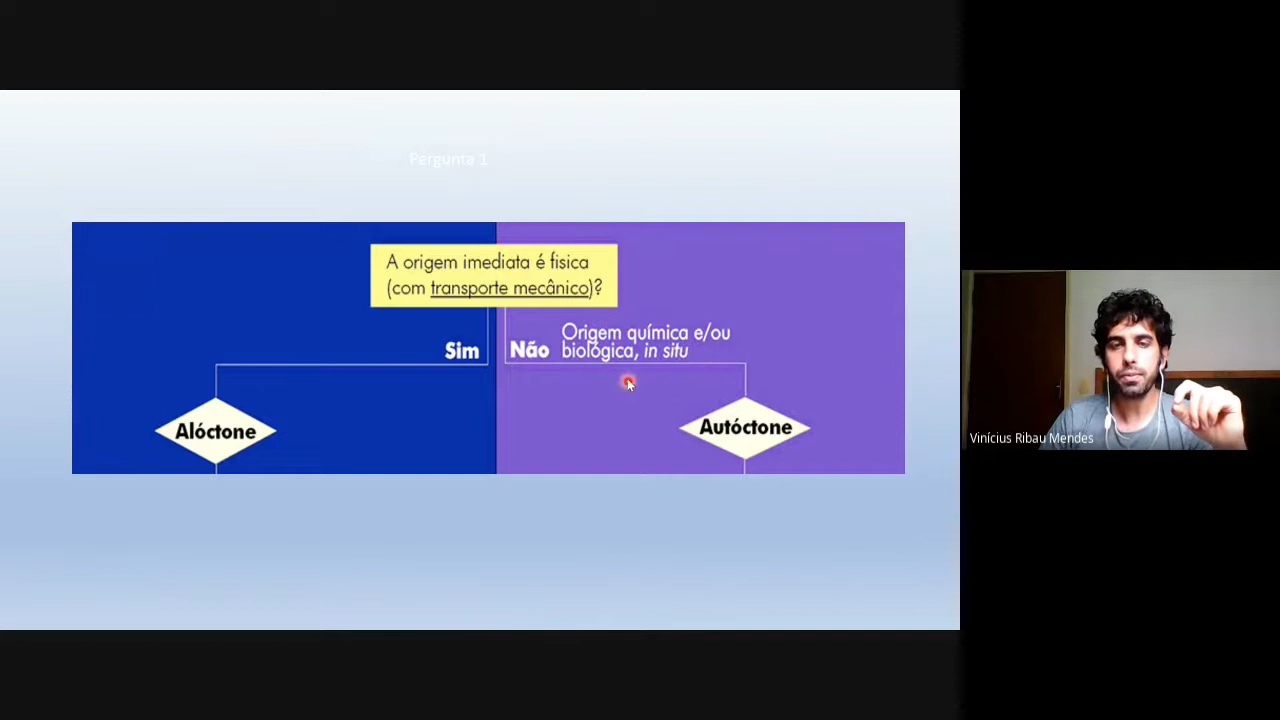 Pergunta 1
A origem imediata é fisica
(com transporte mecânico)?
Sim
Não
Origem química e/ou
biológica, in situ
Alóctone
Autóctone
Vinícius Ribau Mendes